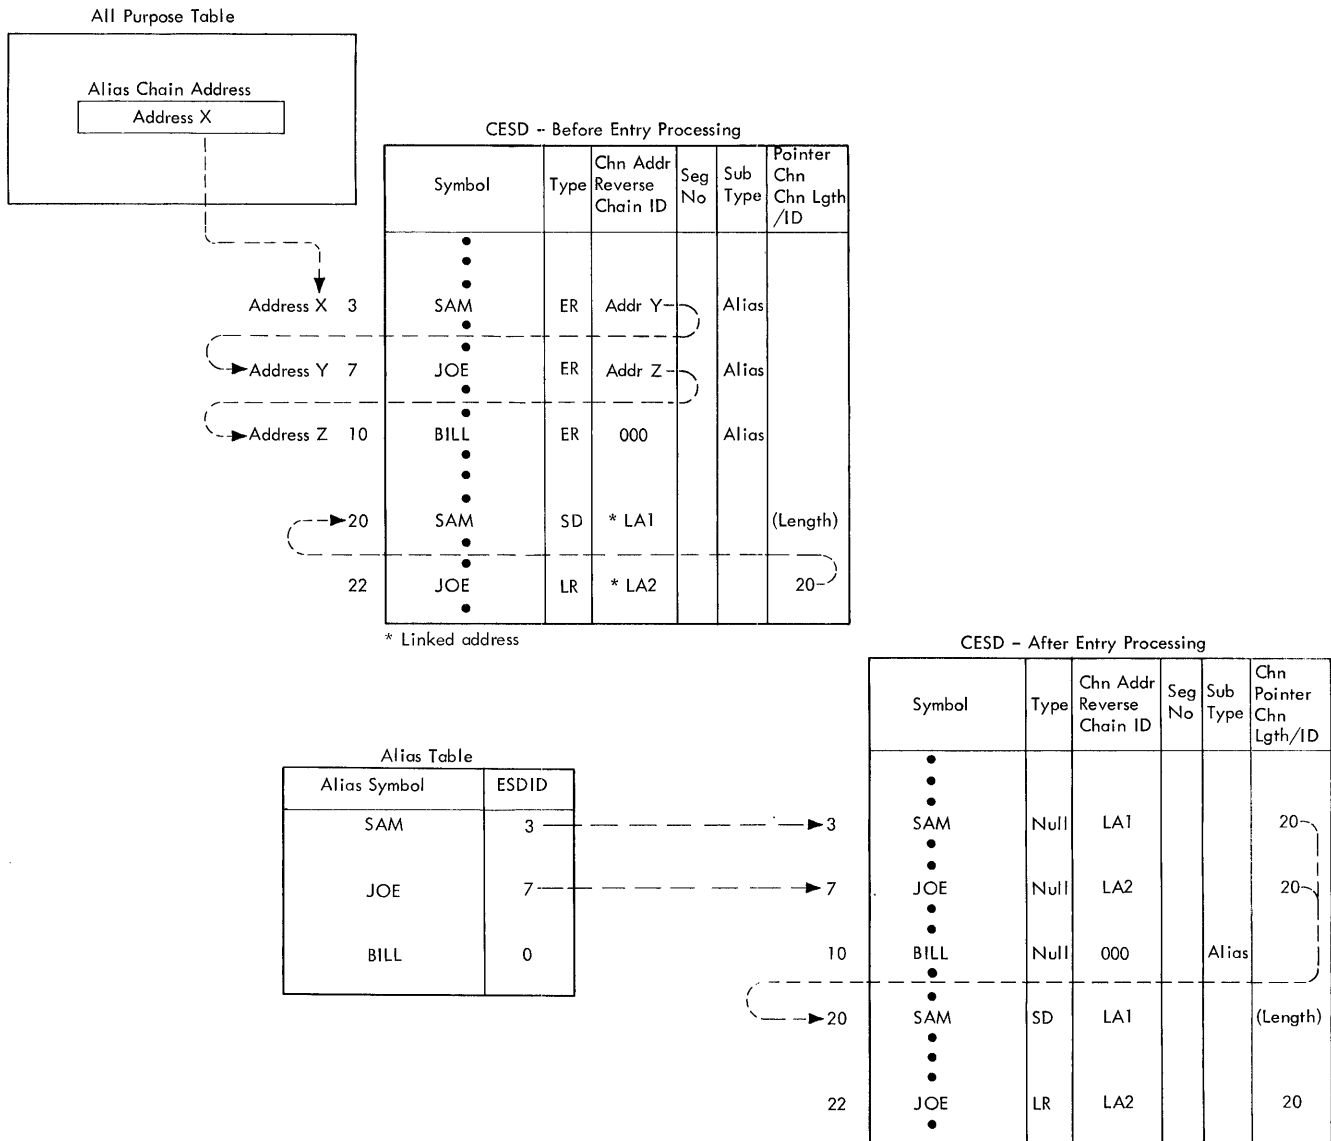 All Purpose Table
Alias Chain Address
Address X
CESD -- Before Entry Processing
Symbol Type Chn Addr Reverse Chain ID Seg No Sub Type Pointer Chn Chn Lgth /ID
Address X 3 SAM ER Addr Y Alias
Address Y 7 JOE ER Addr Z Alias
Address Z 10 BILL ER 000 Alias
20 SAM SD * LA1 (Length)
22 JOE LR * LA2 20
* Linked address
CESD – After Entry Processing
Symbol Type Chn Addr Reverse Chain ID Seg No Sub Type Chn Pointer Chn Lgth/ID
Alias Table
Alias Symbol ESDID
SAM 3
JOE 7
BILL 0
3 SAM Null LA1 20
7 JOE Null LA2 20
10 BILL Null 000 Alias
20 SAM SD LA1 (Length)
22 JOE LR LA2 20